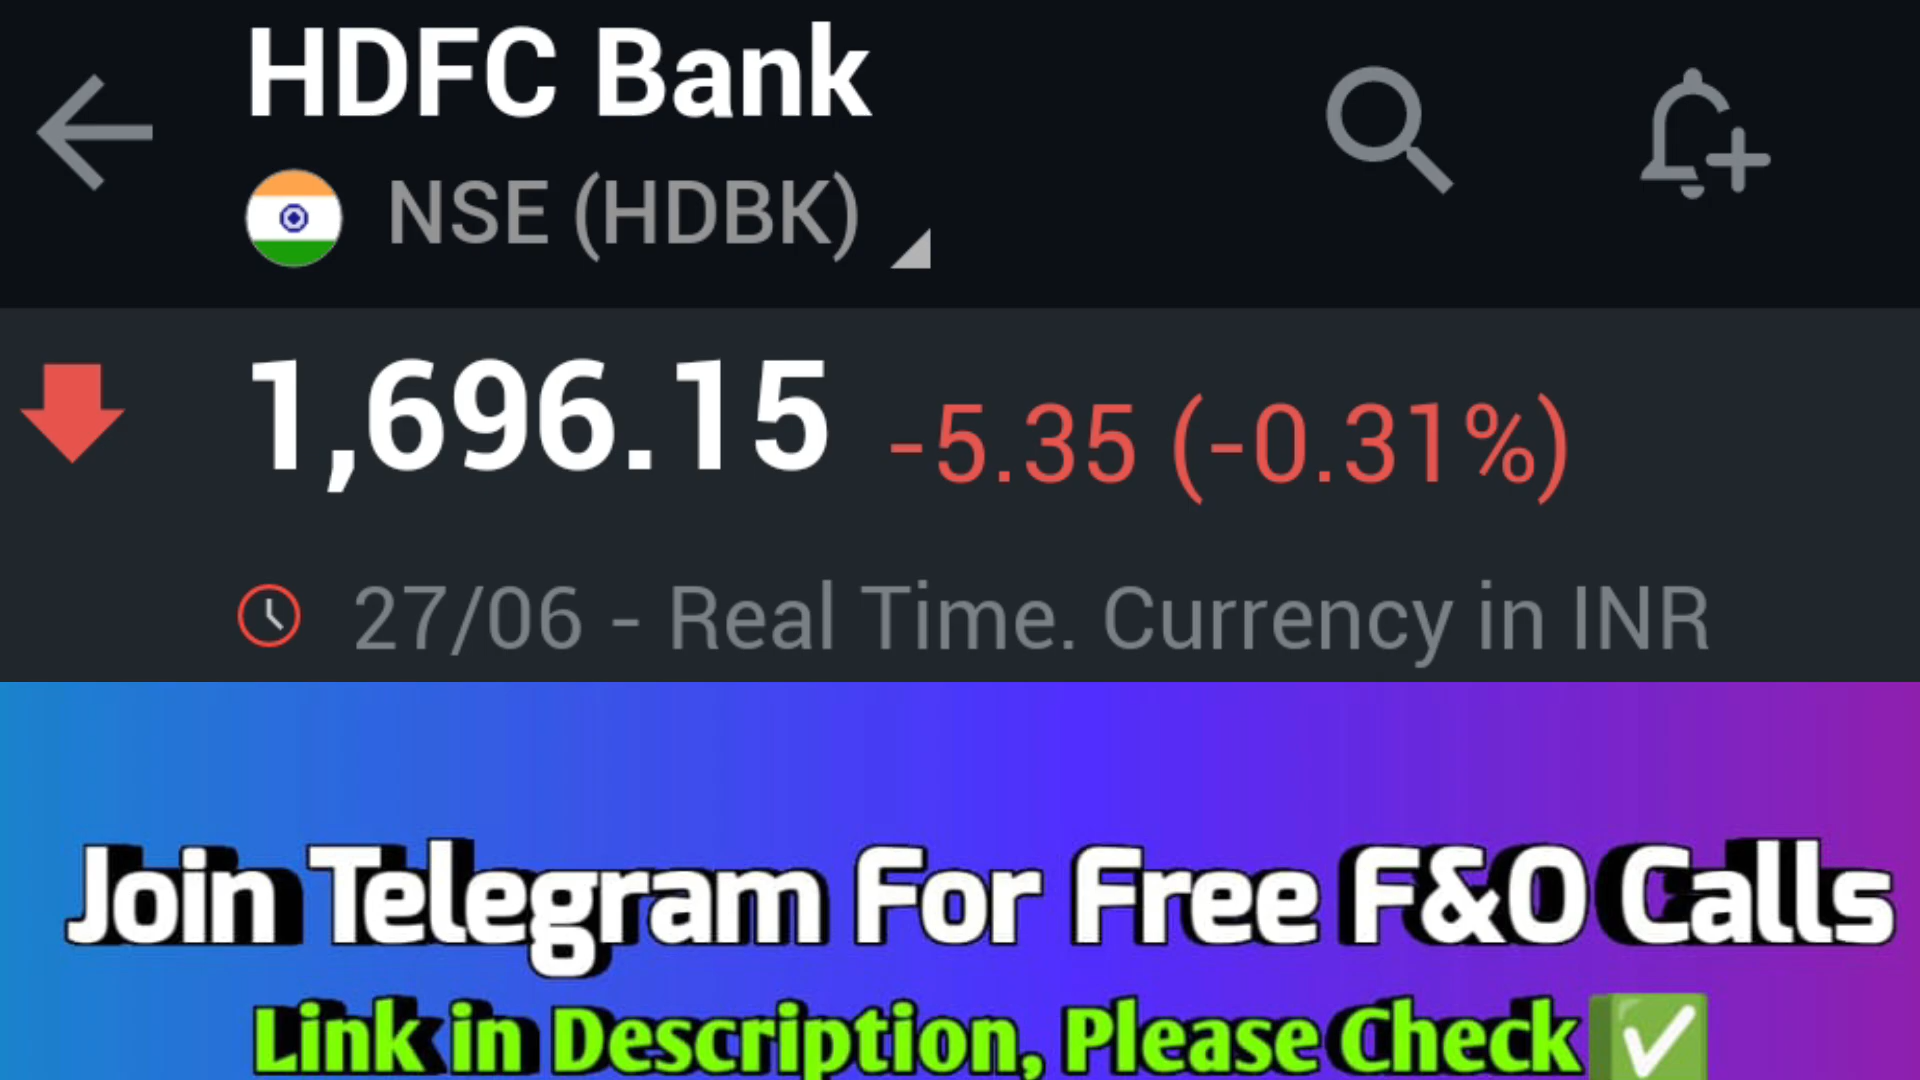 HDFC Bank
NSE (HDBK)
1,696.15 -5.35 (-0.31%)
27/06 - Real Time. Currency in INR
Join Telegram For Free F&O Calls
Link in Description, Please Check ✅